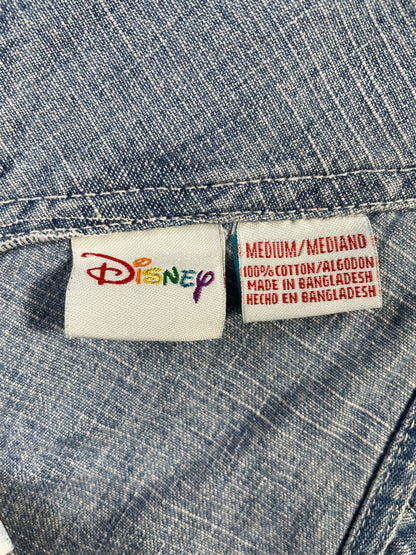 Disney
MEDIUM/MEDIANO
100% COTTON/ALGODON
MADE IN BANGLADESH
HECHO EN BANGLADESH